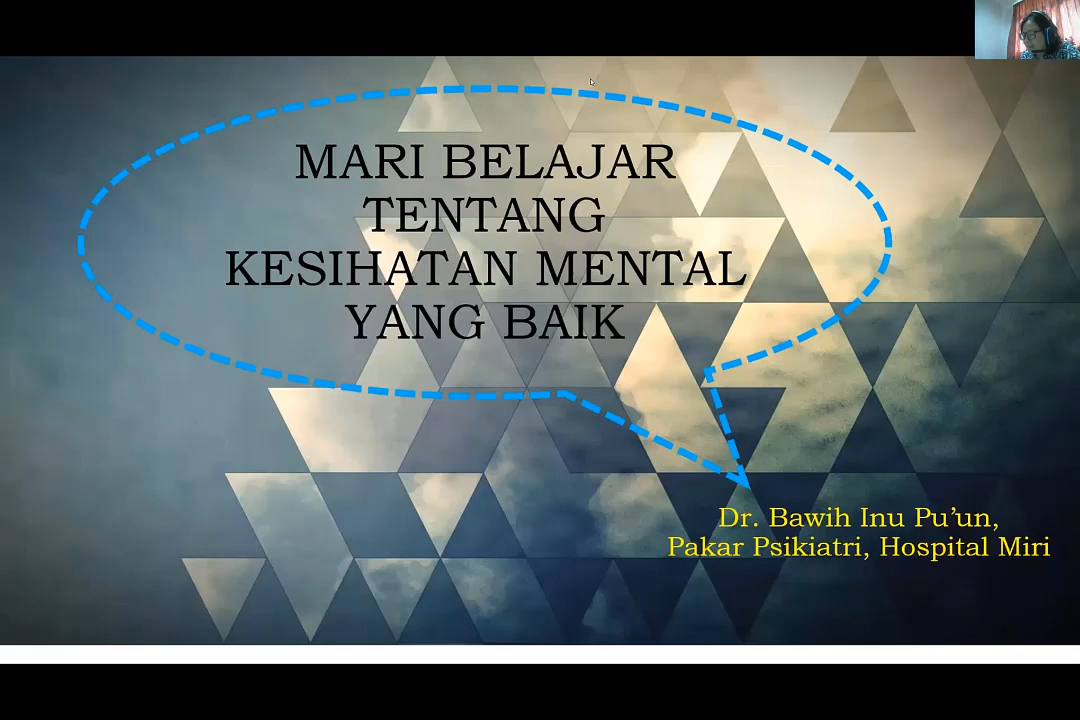 MARI BELAJAR
TENTANG
KESIHATAN MENTAL
YANG BAIK
Dr. Bawih Inu Pu’un,
Pakar Psikiatri, Hospital Miri